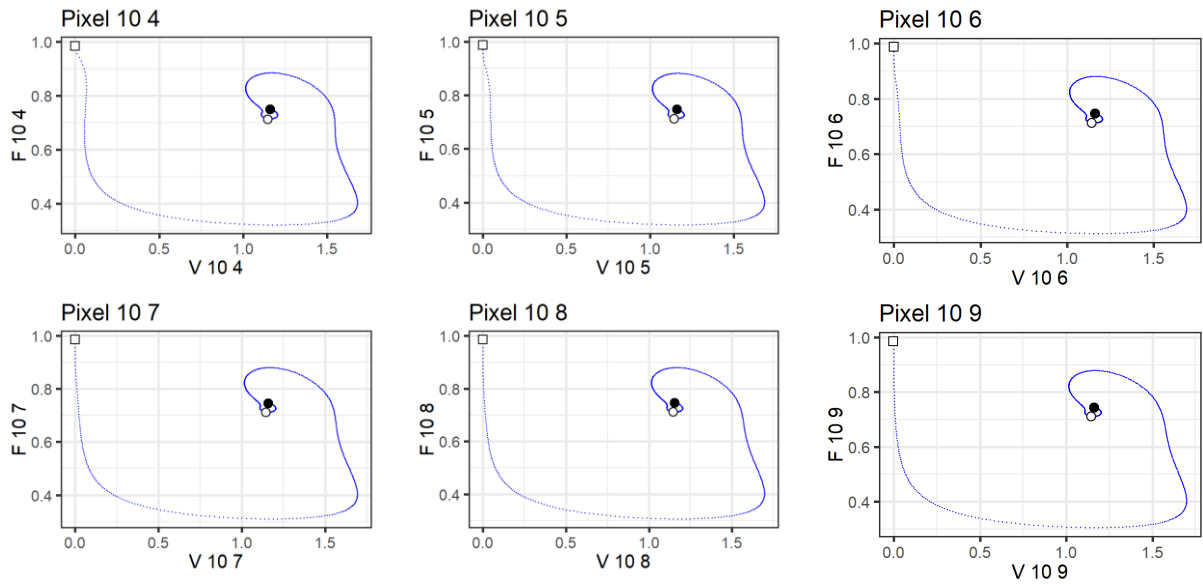 Pixel 10 4
1.0
0.8
0.6
0.4
F 10 4
0.0 0.5 1.0 1.5
V 10 4
Pixel 10 5
1.0
0.8
0.6
0.4
F 10 5
0.0 0.5 1.0 1.5
V 10 5
Pixel 10 6
1.0
0.8
0.6
0.4
F 10 6
0.0 0.5 1.0 1.5
V 10 6
Pixel 10 7
1.0
0.8
0.6
0.4
F 10 7
0.0 0.5 1.0 1.5
V 10 7
Pixel 10 8
1.0
0.8
0.6
0.4
F 10 8
0.0 0.5 1.0 1.5
V 10 8
Pixel 10 9
1.0
0.8
0.6
0.4
F 10 9
0.0 0.5 1.0 1.5
V 10 9